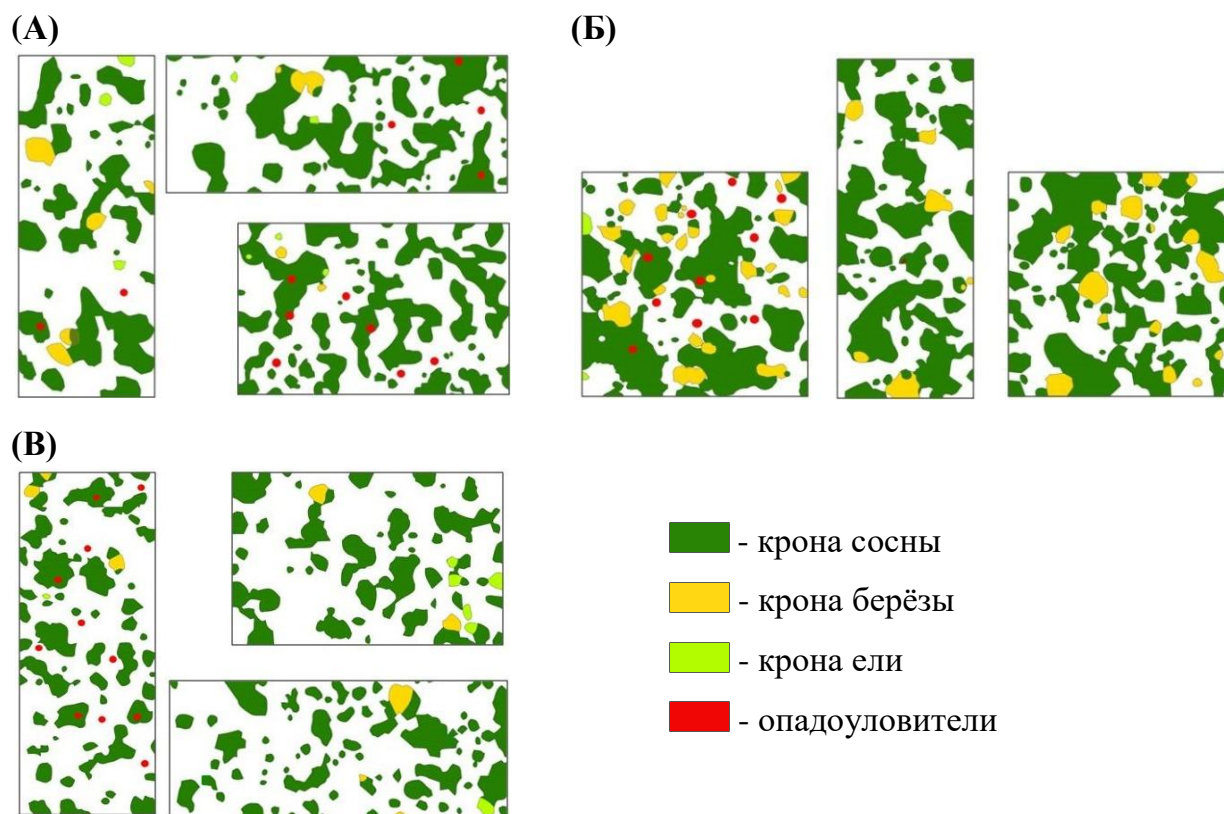 (А)
(Б)
(В)
- крона сосны
- крона берёзы
- крона ели
- опадоуловители